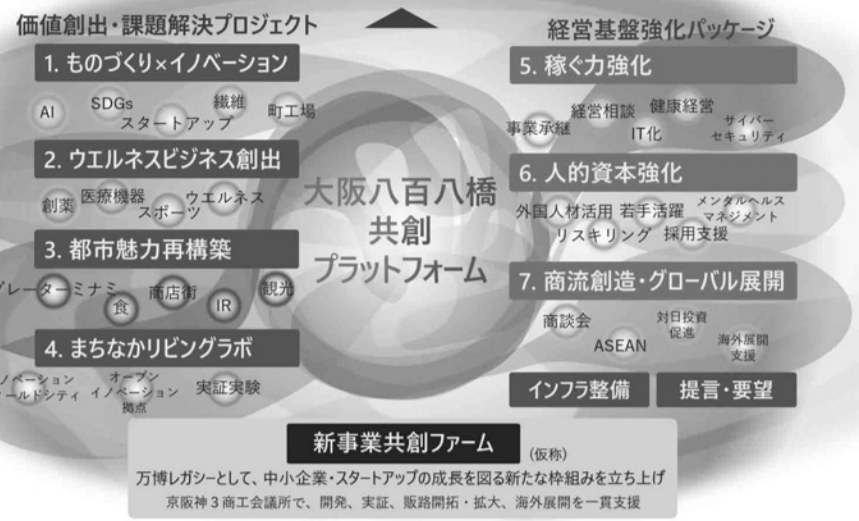 価値創出・課題解決プロジェクト
1. ものづくり×イノベーション
AI
SDGs
スタートアップ
繊維
町工場
2. ウエルネスビジネス創出
創薬
医療機器
スポーツ
ウエルネス
3. 都市魅力再構築
グレーターミナミ
食
商店街
IR
観光
4. まちなかリビングラボ
ノベーション
ールドシティ
オープン
イノベーション
拠点
実証実験
大阪八百八橋
共創
プラットフォーム
経営基盤強化パッケージ
5. 稼ぐ力強化
事業承継
経営相談
健康経営
IT化
サイバー
セキュリティ
6. 人的資本強化
外国人材活用
若手活躍
メンタルヘルス
マネジメント
リスキリング
採用支援
7. 商流創造・グローバル展開
商談会
ASEAN
対日投資
促進
海外展開
支援
インフラ整備
提言・要望
新事業共創ファーム
(仮称)
万博レガシーとして、中小企業・スタートアップの成長を図る新たな枠組みを立ち上げ
京阪神3商工会議所で、開発、実証、販路開拓・拡大、海外展開を一貫支援